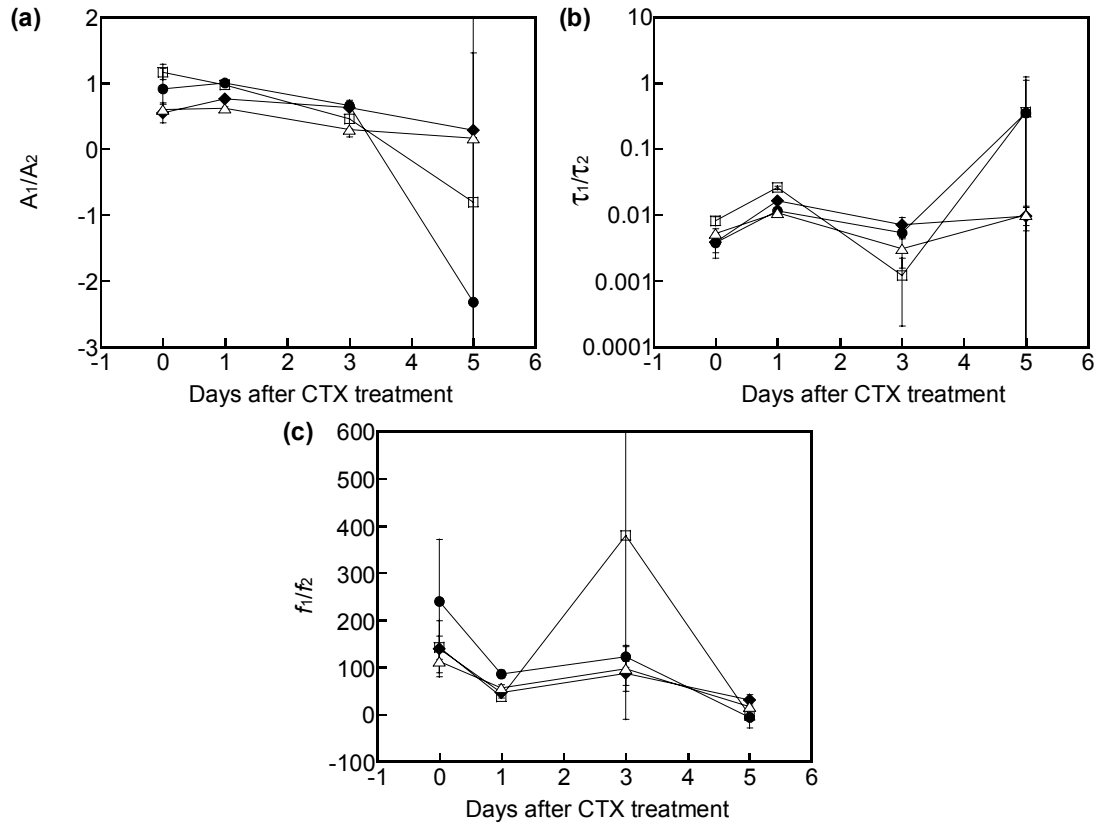 (a)
2
1
0
-1
-2
-3
A1/A2
-1 0 1 2 3 4 5 6
Days after CTX treatment
(b)
10
1
0.1
0.01
0.001
0.0001
τ1/τ2
-1 0 1 2 3 4 5 6
Days after CTX treatment
(c)
600
500
400
300
200
100
0
-100
f1/f2
-1 0 1 2 3 4 5 6
Days after CTX treatment